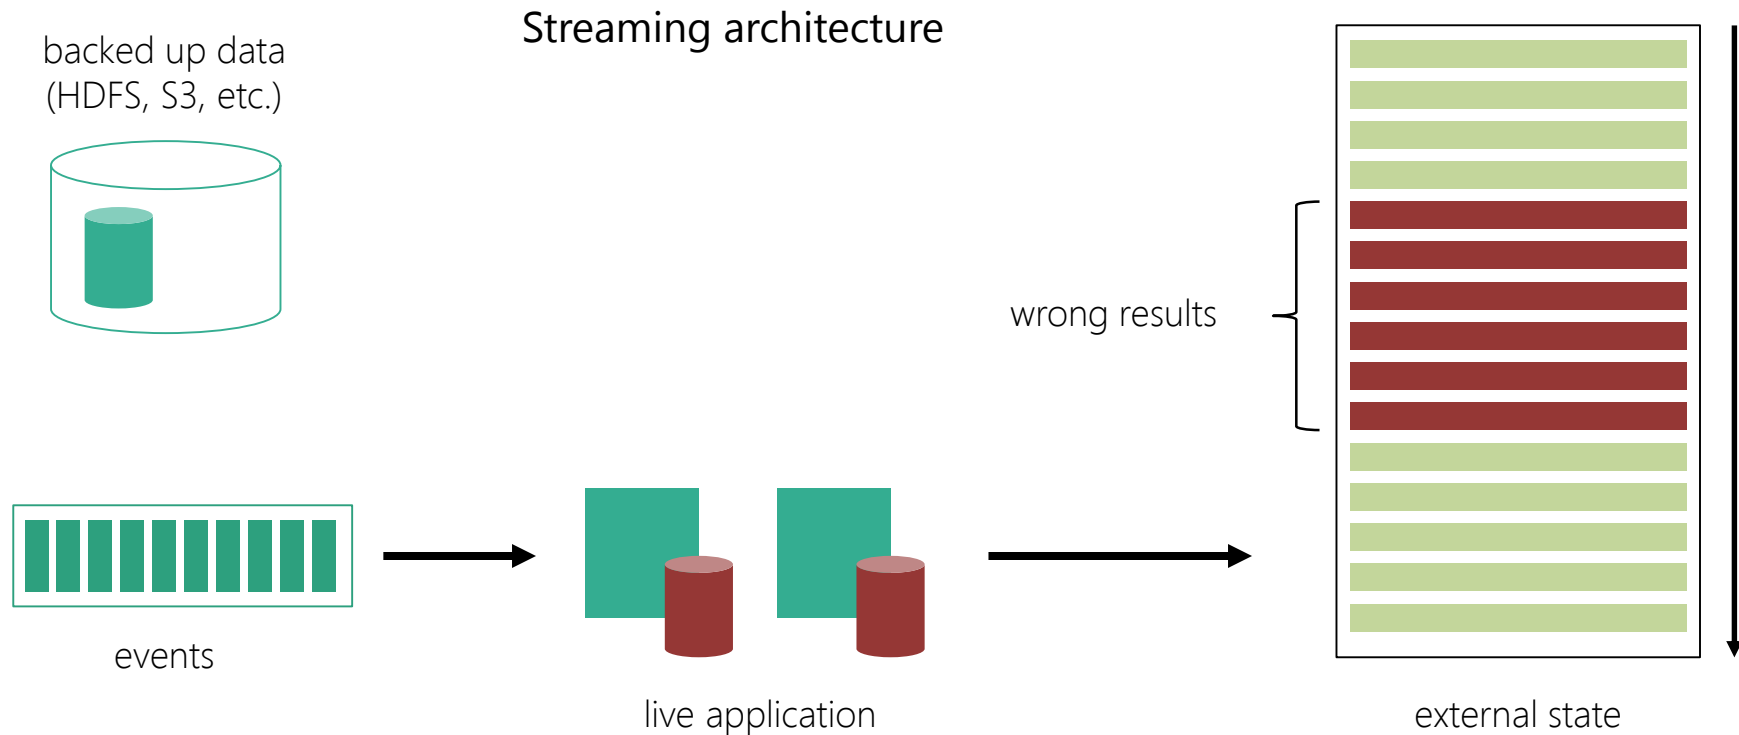 Streaming architecture
backed up data
(HDFS, S3, etc.)
wrong results
events
live application
external state